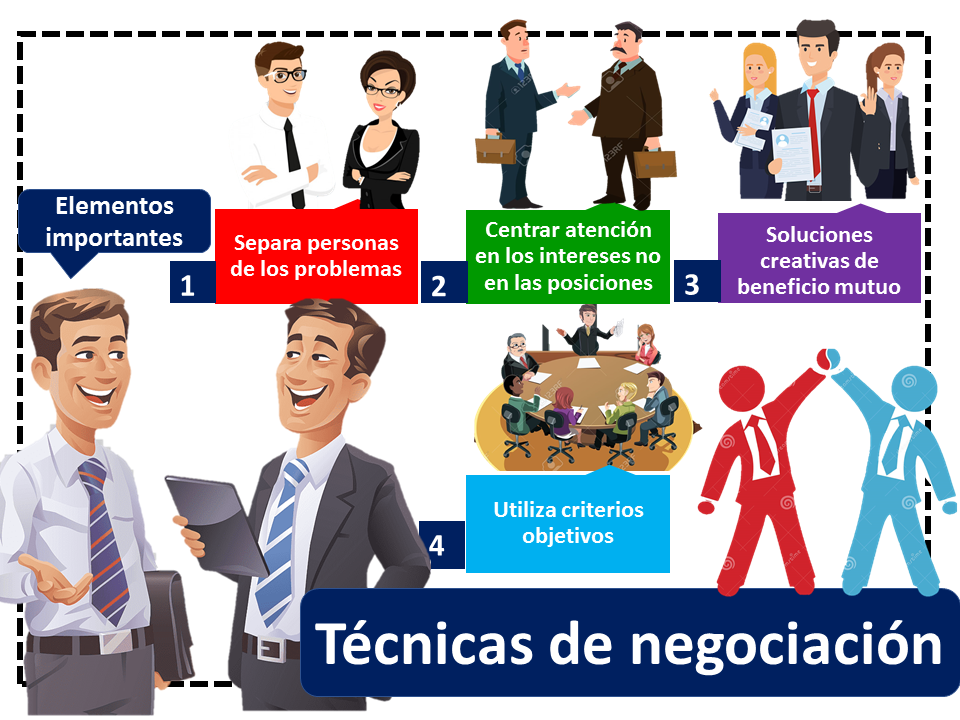 Elementos
importantes
1
Separa personas
de los problemas
2
Centrar atención
en los intereses no
en las posiciones
3
Soluciones
creativas de
beneficio mutuo
4
Utiliza criterios
objetivos
Técnicas de negociación